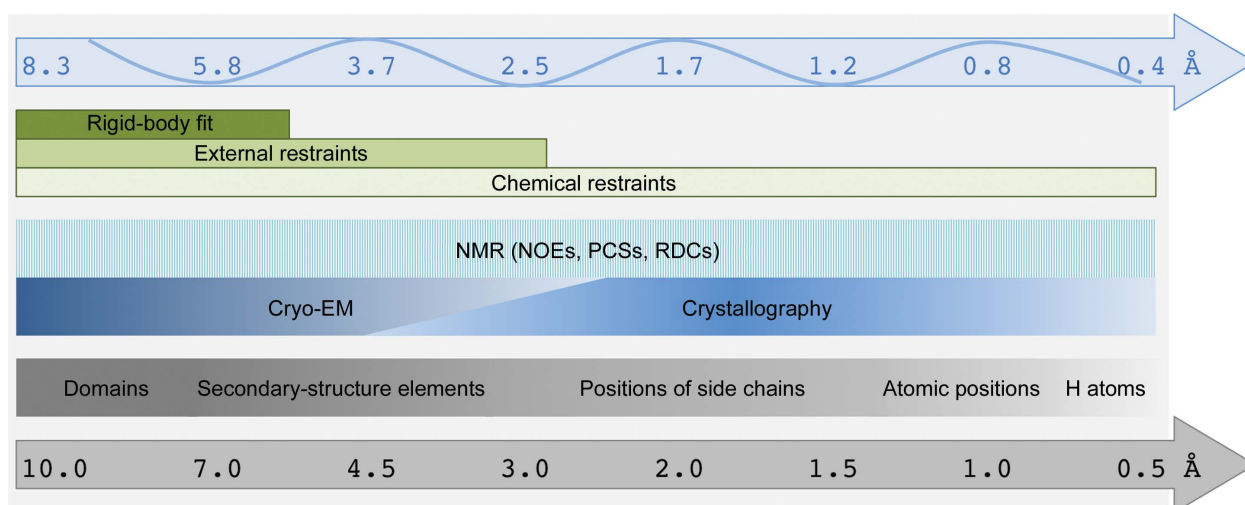 8.3 5.8 3.7 2.5 1.7 1.2 0.8 0.4 Å
Rigid-body fit
External restraints
Chemical restraints
NMR (NOEs, PCSs, RDCs)
Cryo-EM Crystallography
Domains Secondary-structure elements Positions of side chains Atomic positions H atoms
10.0 7.0 4.5 3.0 2.0 1.5 1.0 0.5 Å